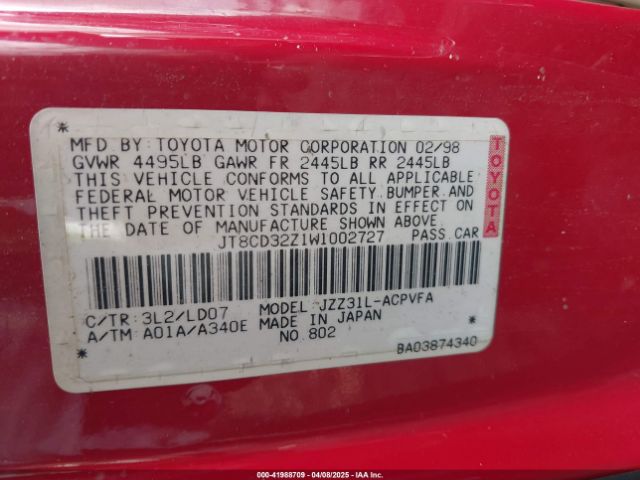 MFD BY: TOYOTA MOTOR CORPORATION 02/98
GVWR 4495LB GAWR FR 2445LB RR 2445LB
THIS VEHICLE CONFORMS TO ALL APPLICABLE
FEDERAL MOTOR VEHICLE SAFETY, BUMPER, AND
THEFT PREVENTION STANDARDS IN EFFECT ON
THE DATE OF MANUFACTURE SHOWN ABOVE.
JT8CD32Z1W1002727 PASS.CAR
TOYOTA
C/TR: 3L2/LD07 MODEL: JZZ31L-ACPVFA
A/TM: A01A/A340E MADE IN JAPAN
NO.802
BA03874340
000-41988709 - 04/08/2025 - IAA, Inc.